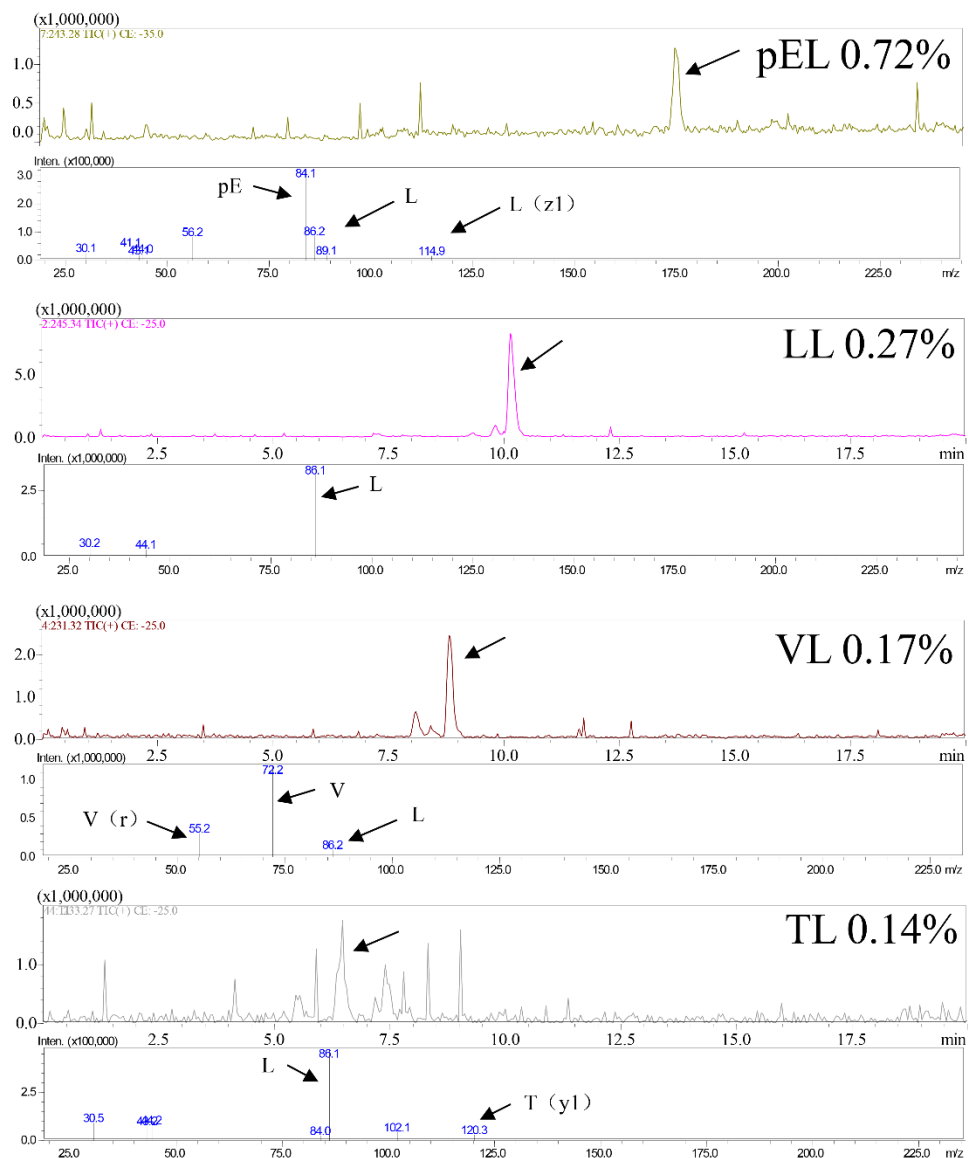 (x1,000,000)
7:243.28 TIC(+) CE: -35.0
pEL 0.72%
1.0
0.5
0.0
Inten. (x100,000)
3.0
84.1
pE
L
L（z1）
1.0
41.1
56.2
86.2
30.1
89.1
114.9
0.0
25.0 50.0 75.0 100.0 125.0 150.0 175.0 200.0 225.0 m/z
(x1,000,000)
-2:245.34 TIC(+) CE: -25.0
LL 0.27%
5.0
0.0
2.5 5.0 7.5 10.0 12.5 15.0 17.5 min
Inten. (x1,000,000)
86.1
2.5
L
30.2
44.1
0.0
25.0 50.0 75.0 100.0 125.0 150.0 175.0 200.0 225.0 m/z
(x1,000,000)
.4:231.32 TIC(+) CE: -25.0
VL 0.17%
2.0
1.0
0.0
2.5 5.0 7.5 10.0 12.5 15.0 17.5 min
Inten. (x1,000,000)
72.2
1.0
V
V（r）
L
0.5
55.2
86.2
0.0
25.0 50.0 75.0 100.0 125.0 150.0 175.0 200.0 225.0 m/z
(x1,000,000)
TIC(+) CE: -25.0
TL 0.14%
1.0
0.0
2.5 5.0 7.5 10.0 12.5 15.0 17.5 min
Inten. (x100,000)
86.1
L
2.5
T（y1）
30.5
84.0
102.1
120.3
0.0
25.0 50.0 75.0 100.0 125.0 150.0 175.0 200.0 225.0 m/z